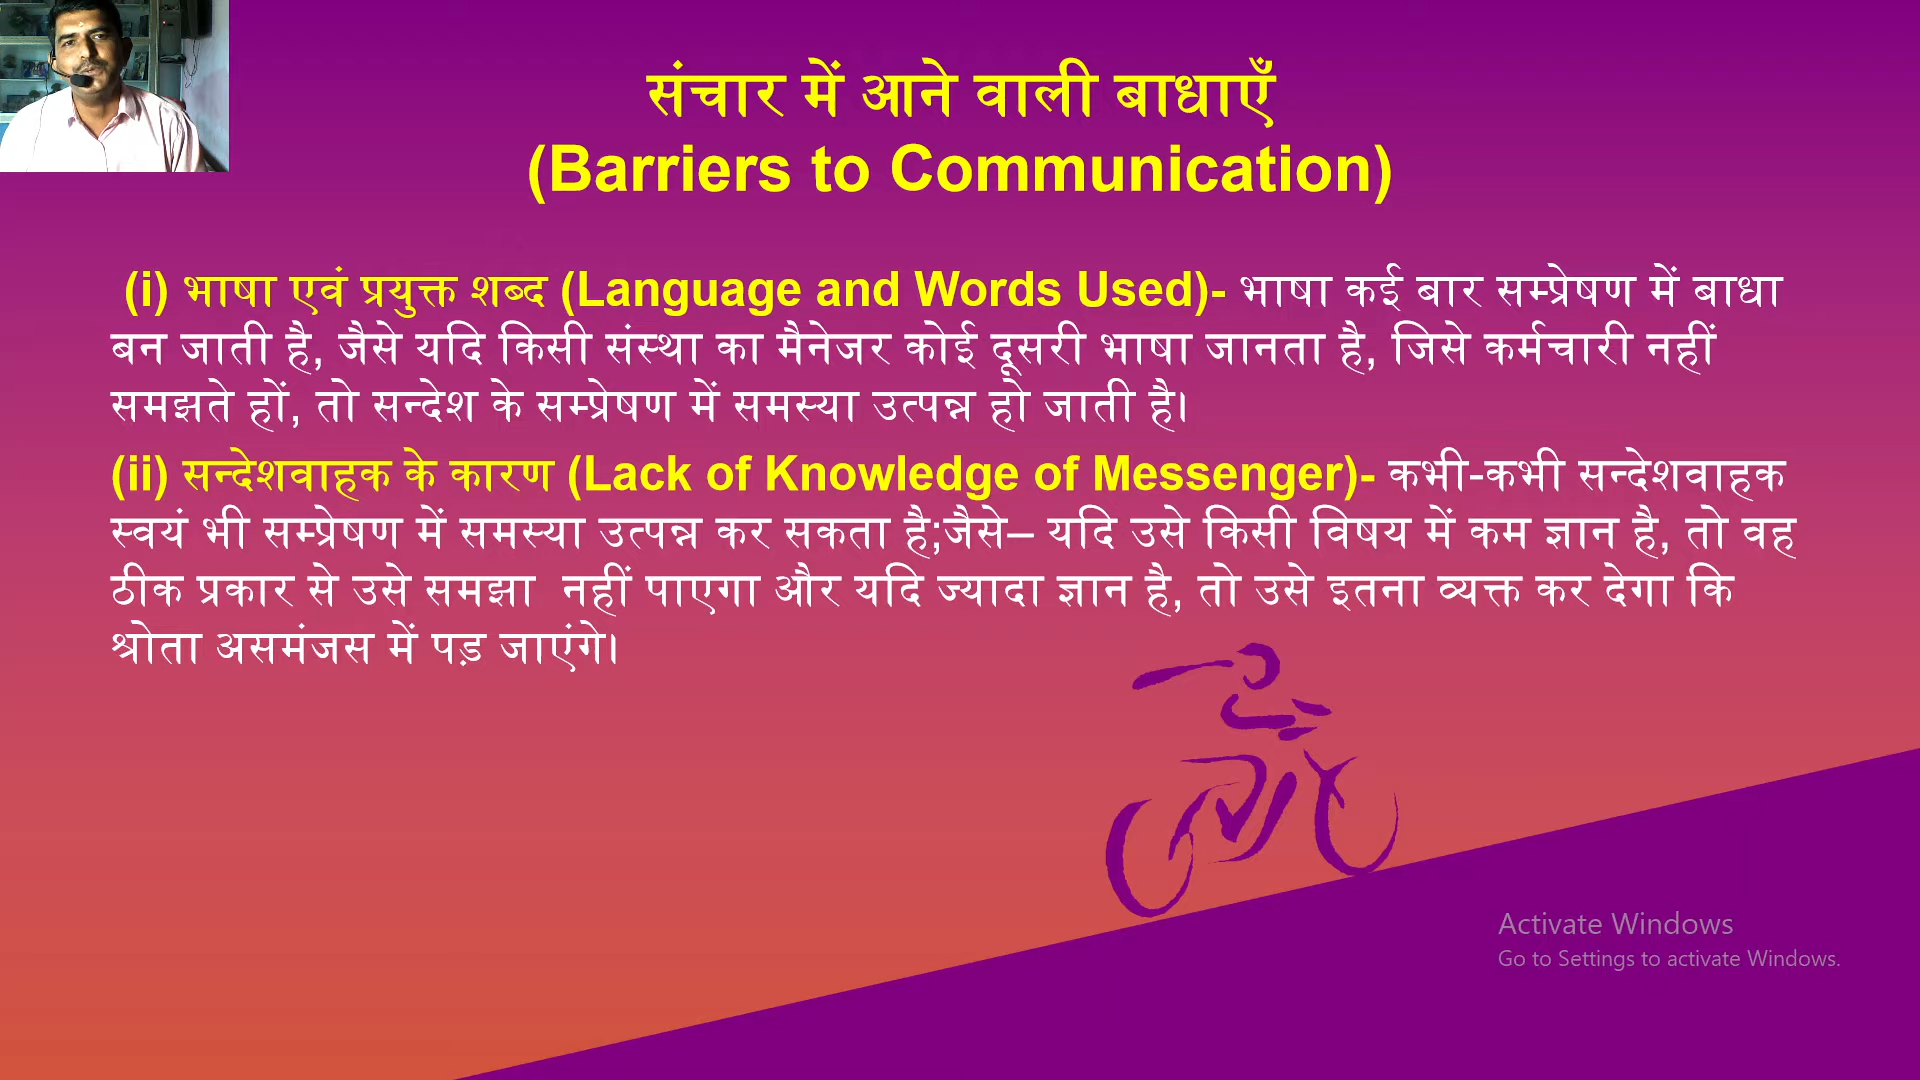 संचार में आने वाली बाधाएँ
(Barriers to Communication)
(i) भाषा एवं प्रयुक्त शब्द (Language and Words Used)- भाषा कई बार सम्प्रेषण में बाधा
बन जाती है, जैसे यदि किसी संस्था का मैनेजर कोई दूसरी भाषा जानता है, जिसे कर्मचारी नहीं
समझते हों, तो सन्देश के सम्प्रेषण में समस्या उत्पन्न हो जाती है।
(ii) सन्देशवाहक के कारण (Lack of Knowledge of Messenger)- कभी-कभी सन्देशवाहक
स्वयं भी सम्प्रेषण में समस्या उत्पन्न कर सकता है;जैसे– यदि उसे किसी विषय में कम ज्ञान है, तो वह
ठीक प्रकार से उसे समझा  नहीं पाएगा और यदि ज्यादा ज्ञान है, तो उसे इतना व्यक्त कर देगा कि
श्रोता असमंजस में पड़ जाएंगे।
Activate Windows
Go to Settings to activate Windows.